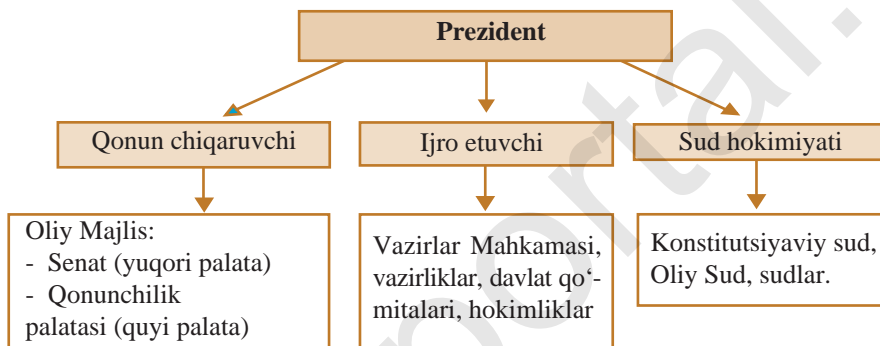 Prezident
Qonun chiqaruvchi
Ijro etuvchi
Sud hokimiyati
Oliy Majlis:
- Senat (yuqori palata)
- Qonunchilik
palatasi (quyi palata)
Vazirlar Mahkamasi,
vazirliklar, davlat qo‘-
mitalari, hokimliklar
Konstitutsiyaviy sud,
Oliy Sud, sudlar.
portal.